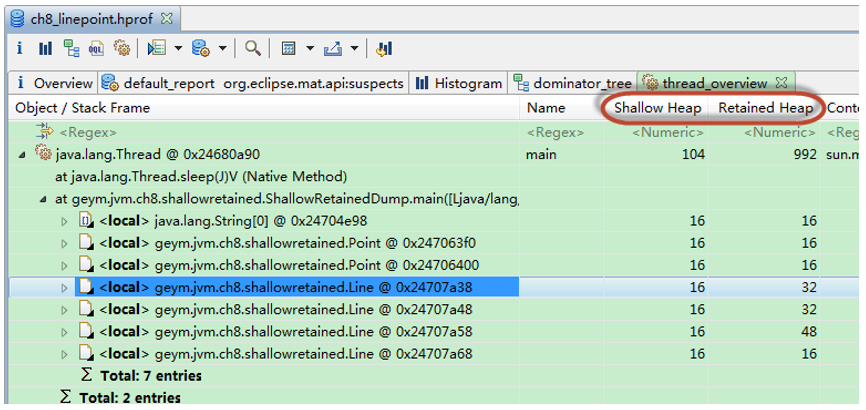 ch8_linepoint.hprof
i OQL
i Overview default_report org.eclipse.mat.api:suspects Histogram dominator_tree thread_overview
Object / Stack Frame Name Shallow Heap Retained Heap Conte
<Regex> <Regex> <Numeric> <Numeric> <Reg
java.lang.Thread @ 0x24680a90 main 104 992 sun.m
at java.lang.Thread.sleep(J)V (Native Method)
at geym.jvm.ch8.shallowretained.ShallowRetainedDump.main([Ljava/lang,
<local> java.lang.String[0] @ 0x24704e98 16 16
<local> geym.jvm.ch8.shallowretained.Point @ 0x247063f0 16 16
<local> geym.jvm.ch8.shallowretained.Point @ 0x24706400 16 16
<local> geym.jvm.ch8.shallowretained.Line @ 0x24707a38 16 32
<local> geym.jvm.ch8.shallowretained.Line @ 0x24707a48 16 32
<local> geym.jvm.ch8.shallowretained.Line @ 0x24707a58 16 48
<local> geym.jvm.ch8.shallowretained.Line @ 0x24707a68 16 16
Σ Total: 7 entries
Σ Total: 2 entries